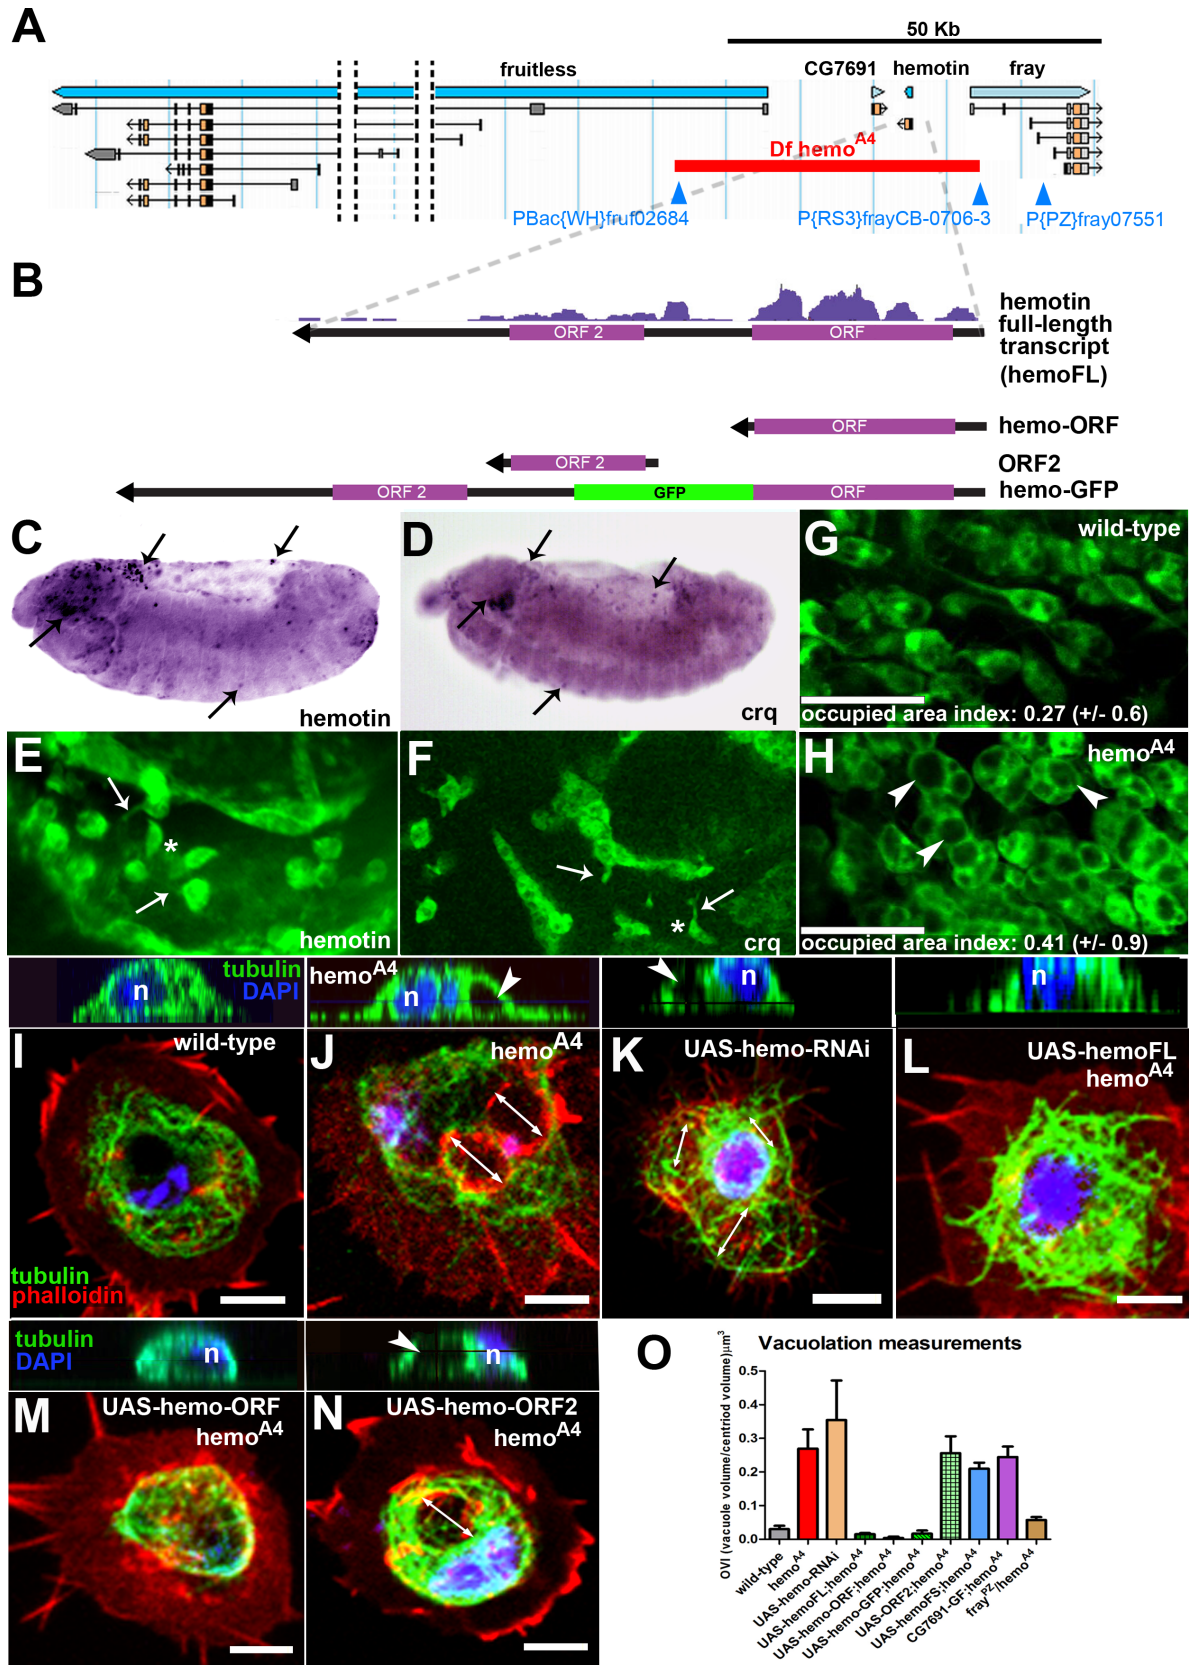 A
50 Kb
fruitless
CG7691
hemotin
fray
Df hemo^A4
PBac{WH}fruf02684
P{RS3}frayCB-0706-3
P{PZ}fray07551
B
hemotin
full-length
transcript
(hemoFL)
ORF 2
ORF
ORF
hemo-ORF
ORF 2
ORF2
ORF 2
GFP
ORF
hemo-GFP
C
hemotin
D
crq
G
wild-type
occupied area index: 0.27 (+/- 0.6)
E
*
hemotin
F
*
crq
H
hemo^A4
occupied area index: 0.41 (+/- 0.9)
tubulin
DAPI
n
hemo^A4
n
n
n
I
wild-type
tubulin
phalloidin
J
hemo^A4
K
UAS-hemo-RNAi
L
UAS-hemoFL
hemo^A4
tubulin
DAPI
n
n
M
UAS-hemo-ORF
hemo^A4
N
UAS-hemo-ORF2
hemo^A4
O
Vacuolation measurements
OVI (vacuole volume/centriod volume)µm³
0.5
0.4
0.3
0.2
0.1
0.0
wild-type
hemo^A4
UAS-hemo-RNAi
UAS-hemoFL;hemo^A4
UAS-hemo-ORF;hemo^A4
UAS-hemo-GFP;hemo^A4
UAS-ORF2;hemo^A4
UAS-hemoFS;hemo^A4
CG7691-GF;hemo^A4
fray^PZ/hemo^A4